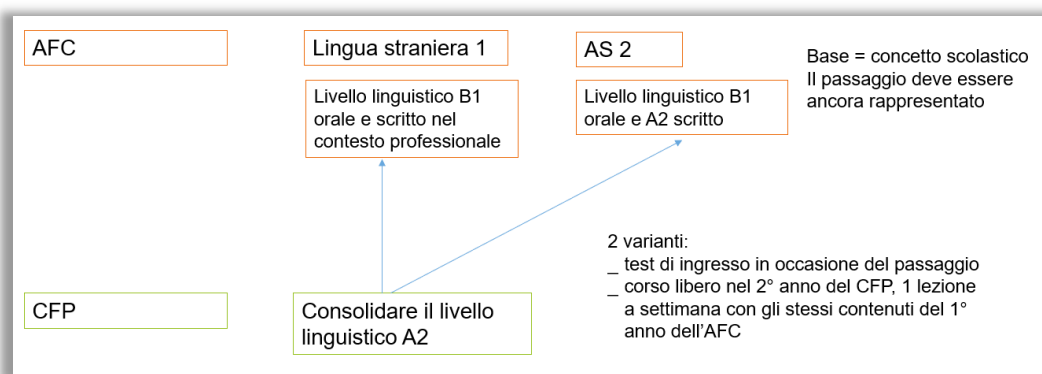 AFC
Lingua straniera 1
AS 2
Base = concetto scolastico
Il passaggio deve essere
ancora rappresentato
Livello linguistico B1
orale e scritto nel
contesto professionale
Livello linguistico B1
orale e A2 scritto
2 varianti:
_ test di ingresso in occasione del passaggio
_ corso libero nel 2° anno del CFP, 1 lezione
a settimana con gli stessi contenuti del 1°
anno dell'AFC
CFP
Consolidare il livello
linguistico A2